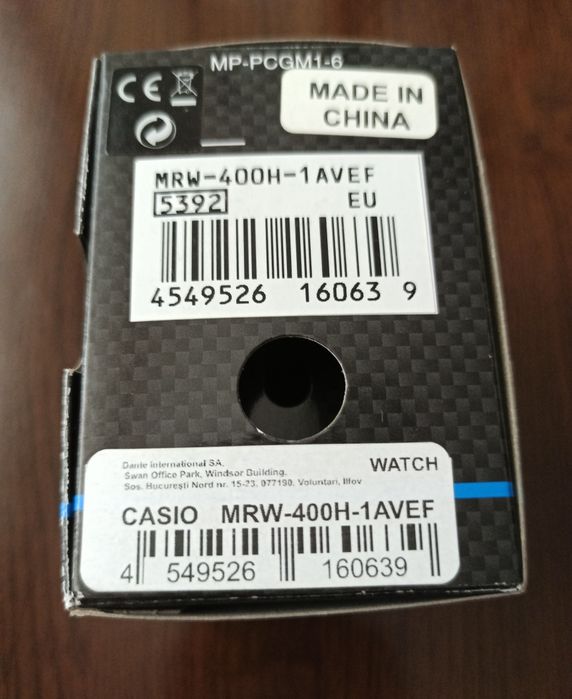 MP-PCGM1-6
CE
MADE IN
CHINA
MRW-400H-1AVEF
5392 EU
4549526 16063 9
Dante International SA,
Swan Office Park, Windsor Building,
Sos. Bucureşti Nord nr. 15-23, 077190, Voluntari, Ilfov
WATCH
CASIO MRW-400H-1AVEF
4 549526 160639